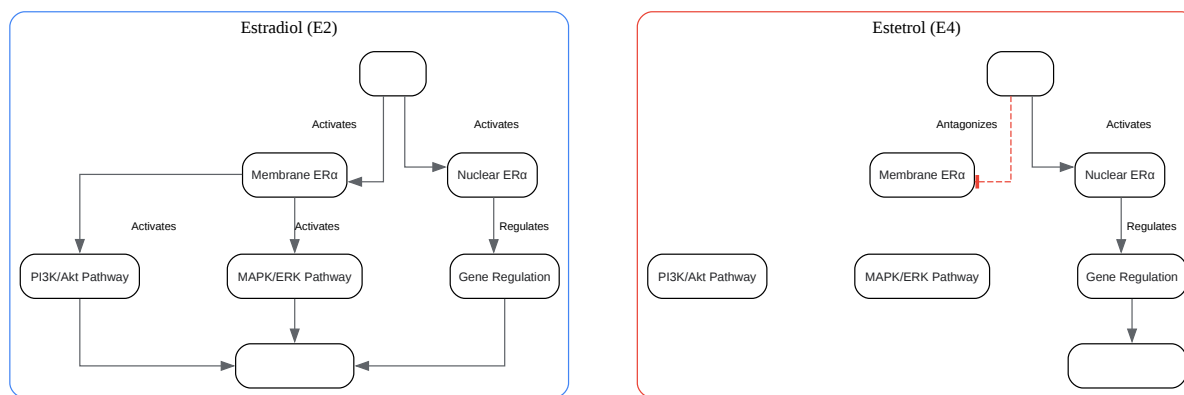 Estradiol (E2)
Activates
Activates
Membrane ERα
Nuclear ERα
Activates
Activates
Regulates
PI3K/Akt Pathway
MAPK/ERK Pathway
Gene Regulation
Estetrol (E4)
Antagonizes
Activates
Membrane ERα
Nuclear ERα
Regulates
PI3K/Akt Pathway
MAPK/ERK Pathway
Gene Regulation